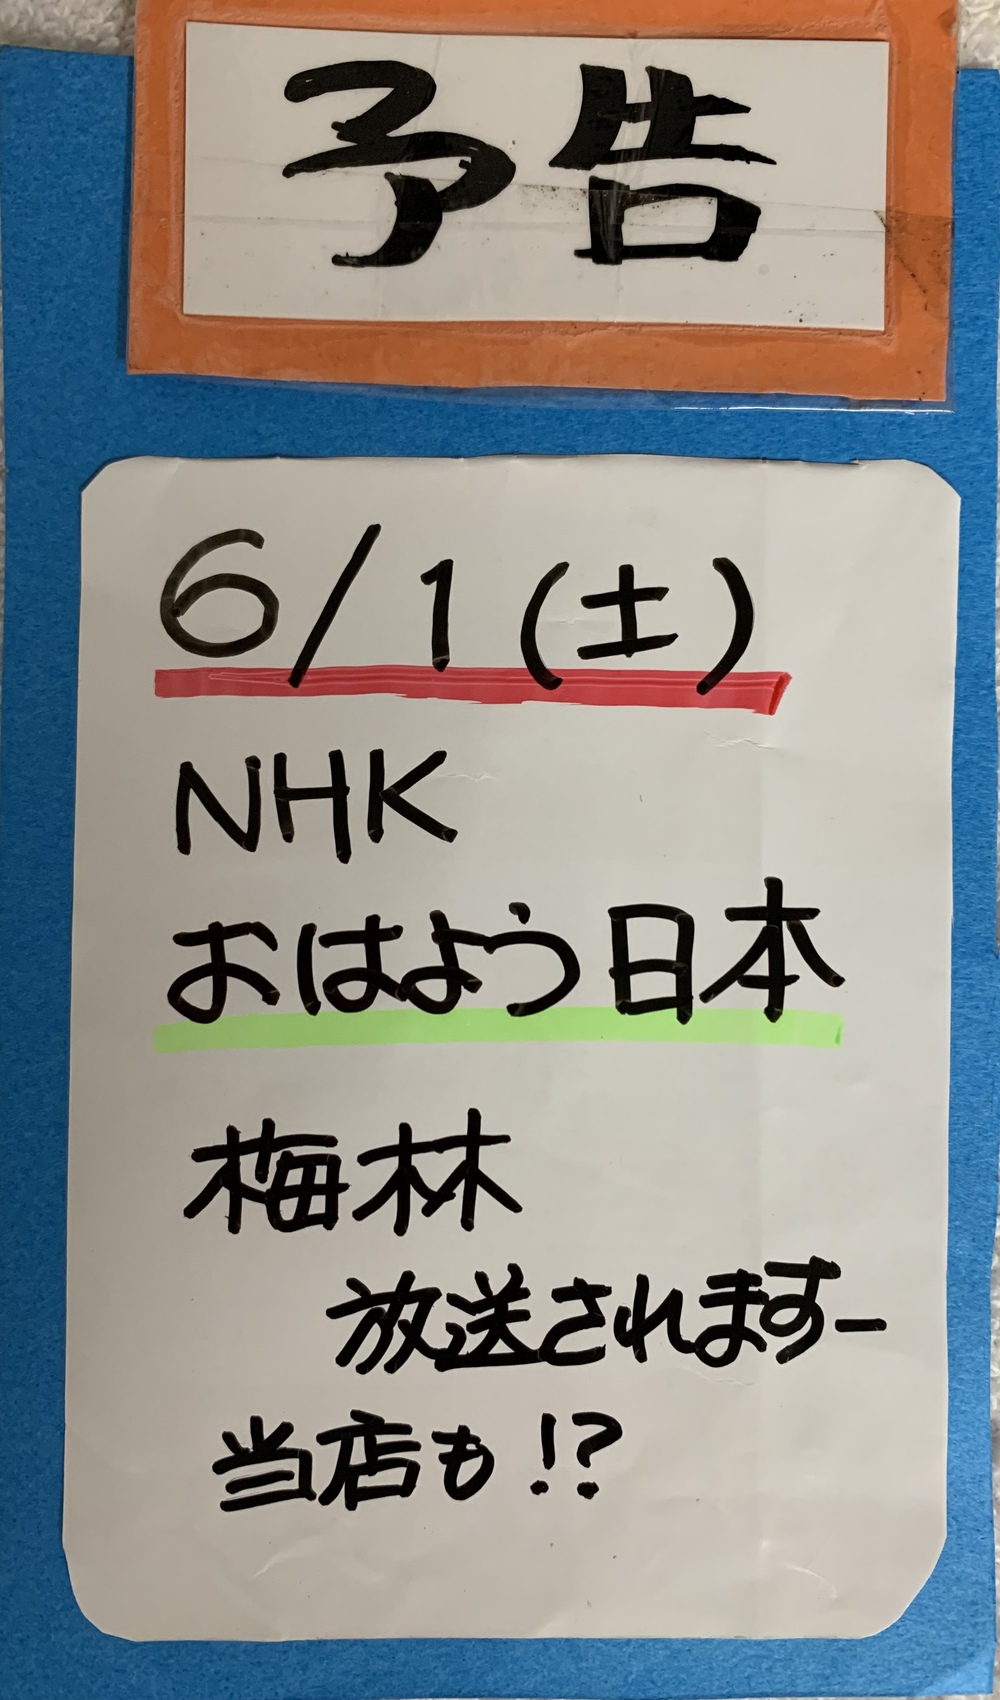 予告
6/1(土)
NHK
おはよう日本
梅林
放送されますー
当店も!?